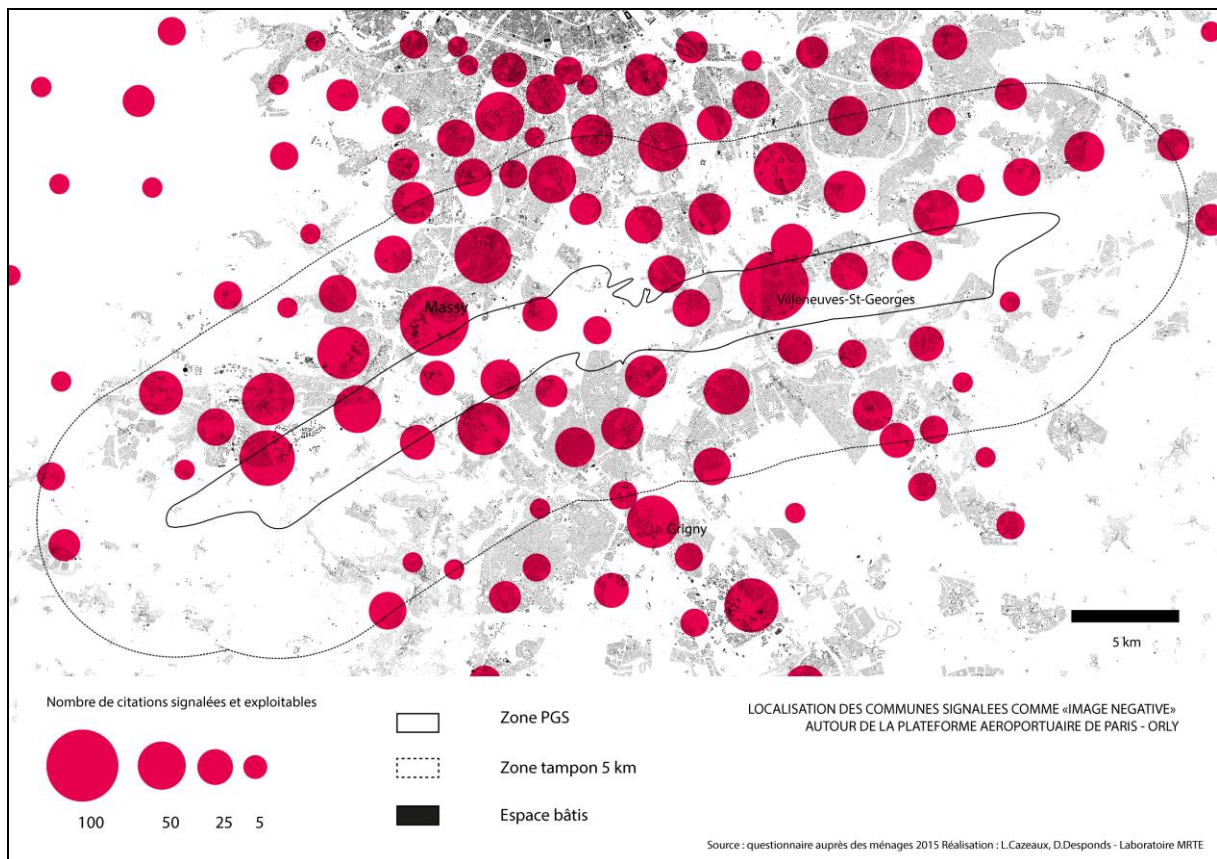 Massy
Villeneuves-St-Georges
Grigny
5 km
Nombre de citations signalées et exploitables
100 50 25 5
Zone PGS
Zone tampon 5 km
Espace bâtis
LOCALISATION DES COMMUNES SIGNALEES COMME «IMAGE NEGATIVE»
AUTOUR DE LA PLATEFORME AEROPORTUAIRE DE PARIS - ORLY
Source : questionnaire auprès des ménages 2015 Réalisation : L.Cazeaux, D.Desponds - Laboratoire MRTE